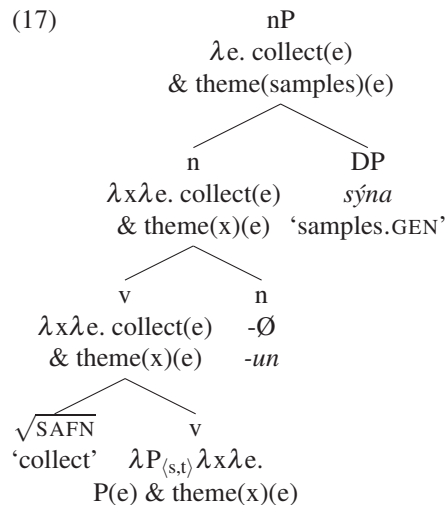 (17) nP
λe. collect(e)
& theme(samples)(e)
n DP
λxλe. collect(e) sýna
& theme(x)(e) 'samples.GEN'
v n
λxλe. collect(e) -Ø
& theme(x)(e) -un
√SAFN v
'collect' λP⟨s,t⟩λxλe.
P(e) & theme(x)(e)